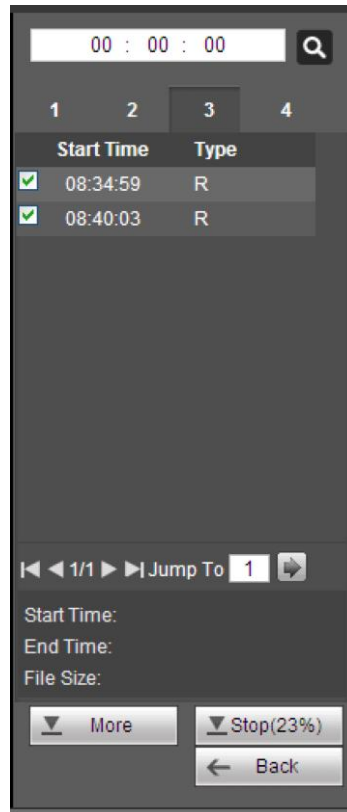 00 : 00 : 00
1 2 3 4
Start Time Type
08:34:59 R
08:40:03 R
1/1 Jump To 1
Start Time:
End Time:
File Size:
More Stop(23%)
Back